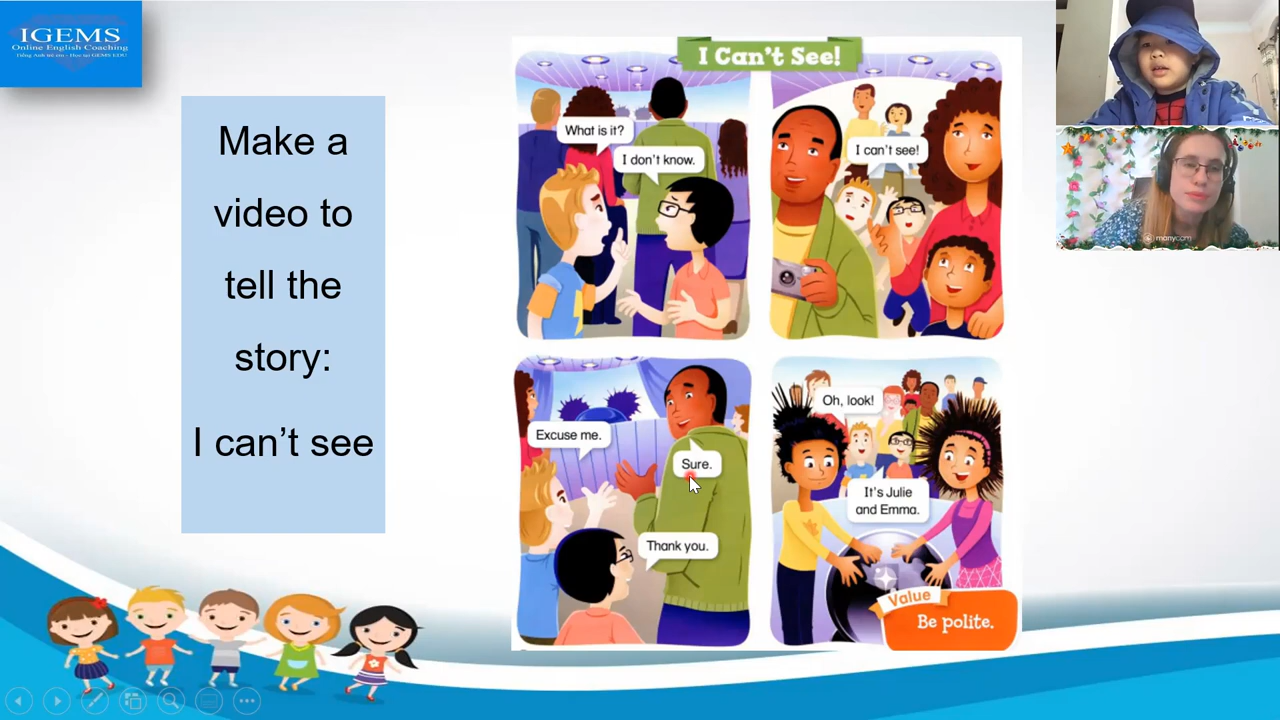 IGEMS
Online English Coaching
Make a
video to
tell the
story:
I can't see
I Can't See!
What is it?
I don't know.
I can't see!
Excuse me.
Sure.
Thank you.
Oh, look!
It's Julie
and Emma.
Value
Be polite.
manycam